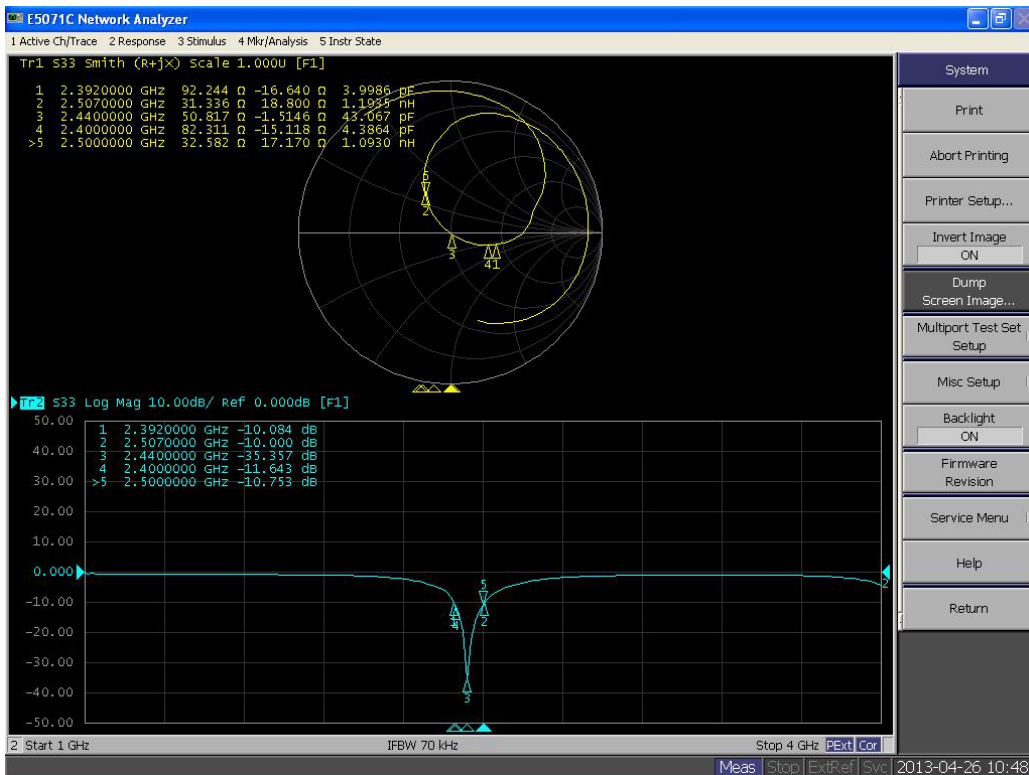 E5071C Network Analyzer
1 Active Ch/Trace 2 Response 3 Stimulus 4 Mkr/Analysis 5 Instr State
Tr1 S33 Smith (R+jX) Scale 1.000U [F1]
1 2.3920000 GHz 92.244 Ω -16.640 Ω 3.9986 pF
2 2.5070000 GHz 31.336 Ω 18.800 Ω 1.1935 nH
3 2.4400000 GHz 50.817 Ω -1.5146 Ω 43.067 pF
4 2.4000000 GHz 82.311 Ω -15.118 Ω 4.3864 pF
>5 2.5000000 GHz 32.582 Ω 17.170 Ω 1.0930 nH
5
2
3
41
Tr2 S33 Log Mag 10.00dB/ Ref 0.000dB [F1]
50.00
40.00
30.00
20.00
10.00
0.000
-10.00
-20.00
-30.00
-40.00
-50.00
1 2.3920000 GHz -10.084 dB
2 2.5070000 GHz -10.000 dB
3 2.4400000 GHz -35.357 dB
4 2.4000000 GHz -11.643 dB
>5 2.5000000 GHz -10.753 dB
5
4
2
3
2
2 Start 1 GHz
IFBW 70 kHz
Stop 4 GHz PExt Cor
System
Print
Abort Printing
Printer Setup...
Invert Image
ON
Dump
Screen Image...
Multiport Test Set
Setup
Misc Setup
Backlight
ON
Firmware
Revision
Service Menu
Help
Return
Meas Stop ExtRef Svc 2013-04-26 10:48